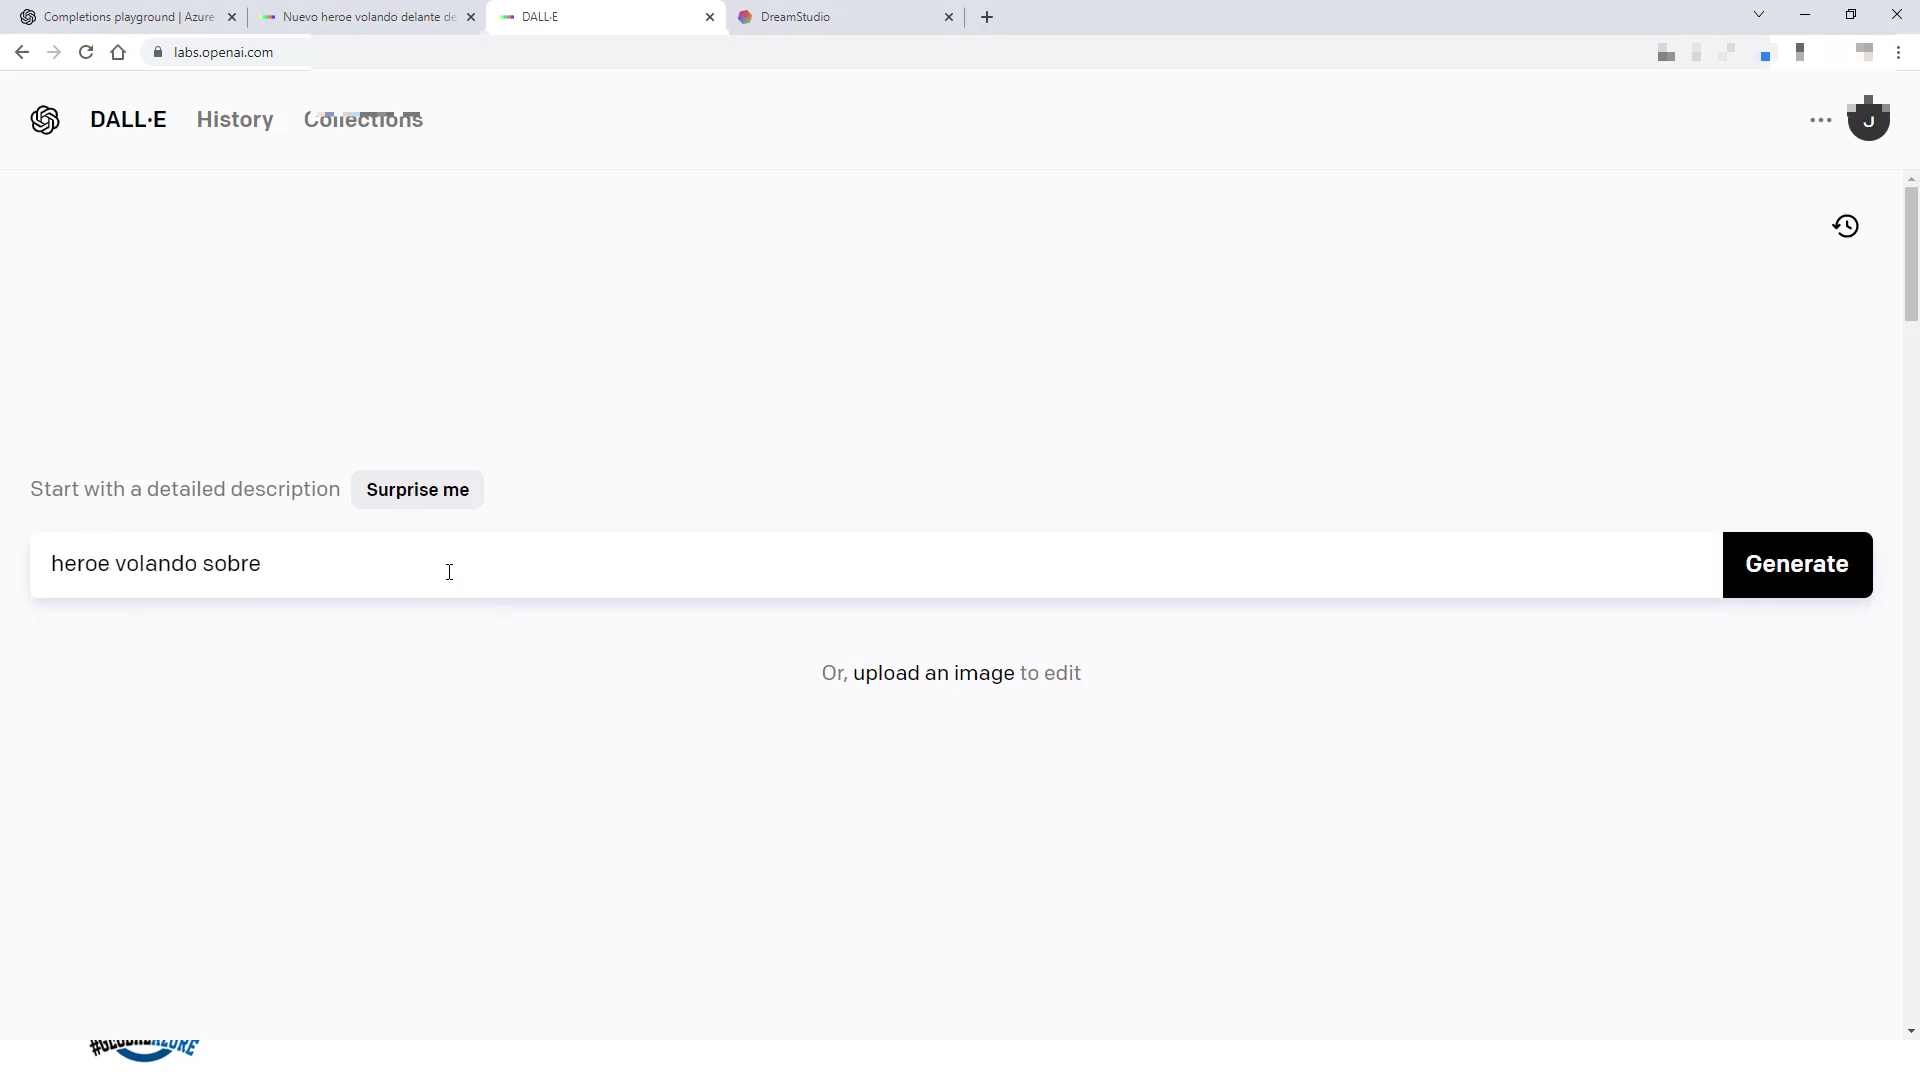 Completions playground | Azure
Nuevo heroe volando delante de
DALL·E
DreamStudio
labs.openai.com
DALL·E
History
Collections
J
Start with a detailed description
Surprise me
heroe volando sobre
Generate
Or, upload an image to edit
#GLOBALAZURE